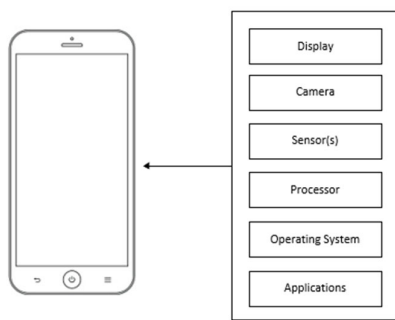 Display
Camera
Sensor(s)
Processor
Operating System
Applications